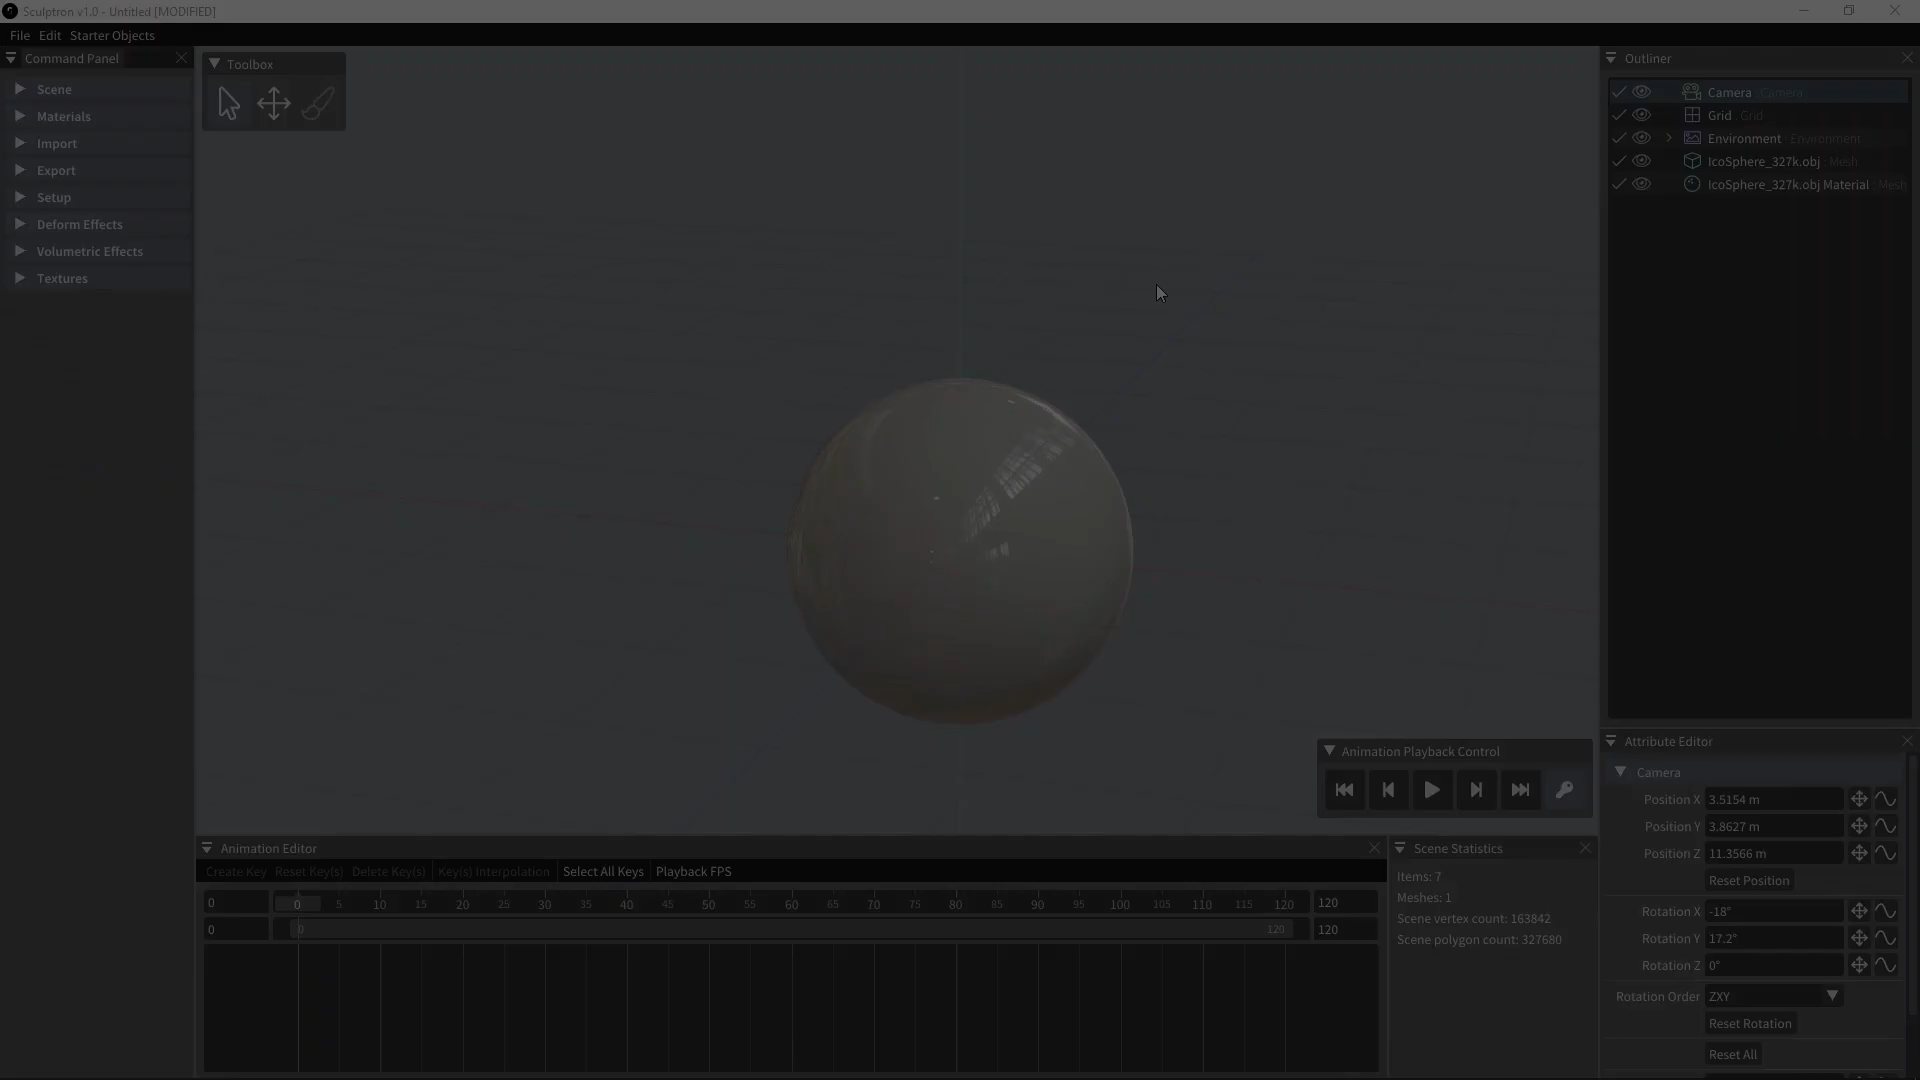 Sculptron v1.0 - Untitled [MODIFIED]
File Edit Starter Objects
Command Panel
Scene
Materials
Import
Export
Setup
Deform Effects
Volumetric Effects
Textures
Toolbox
Outliner
Camera Camera
Grid Grid
Environment Environment
IcoSphere_327k.obj Mesh
IcoSphere_327k.obj Material Mesh
Animation Playback Control
Attribute Editor
Camera
Position X 3.5154 m
Position Y 3.8627 m
Position Z 11.3566 m
Reset Position
Rotation X -18°
Rotation Y 17.2°
Rotation Z 0°
Rotation Order ZXY
Reset Rotation
Reset All
Animation Editor
Create Key Reset Key(s) Delete Key(s) Key(s) Interpolation Select All Keys Playback FPS
0 0 5 10 15 20 25 30 35 40 45 50 55 60 65 70 75 80 85 90 95 100 105 110 115 120 120
0 0 120 120
Scene Statistics
Items: 7
Meshes: 1
Scene vertex count: 163842
Scene polygon count: 327680